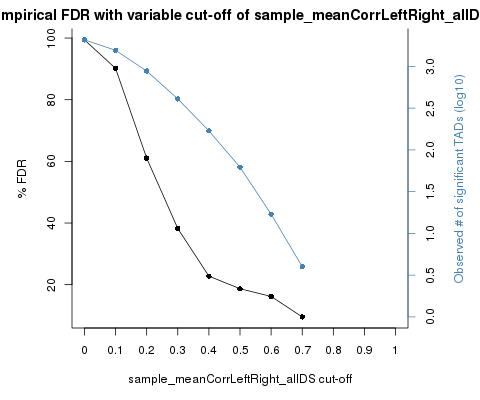 mpirical FDR with variable cut-off of sample_meanCorrLeftRight_allD
100
80
60
40
20
% FDR
3.0
2.5
2.0
1.5
1.0
0.5
0.0
Observed # of significant TADs (log10)
0 0.1 0.2 0.3 0.4 0.5 0.6 0.7 0.8 0.9 1
sample_meanCorrLeftRight_allDS cut-off